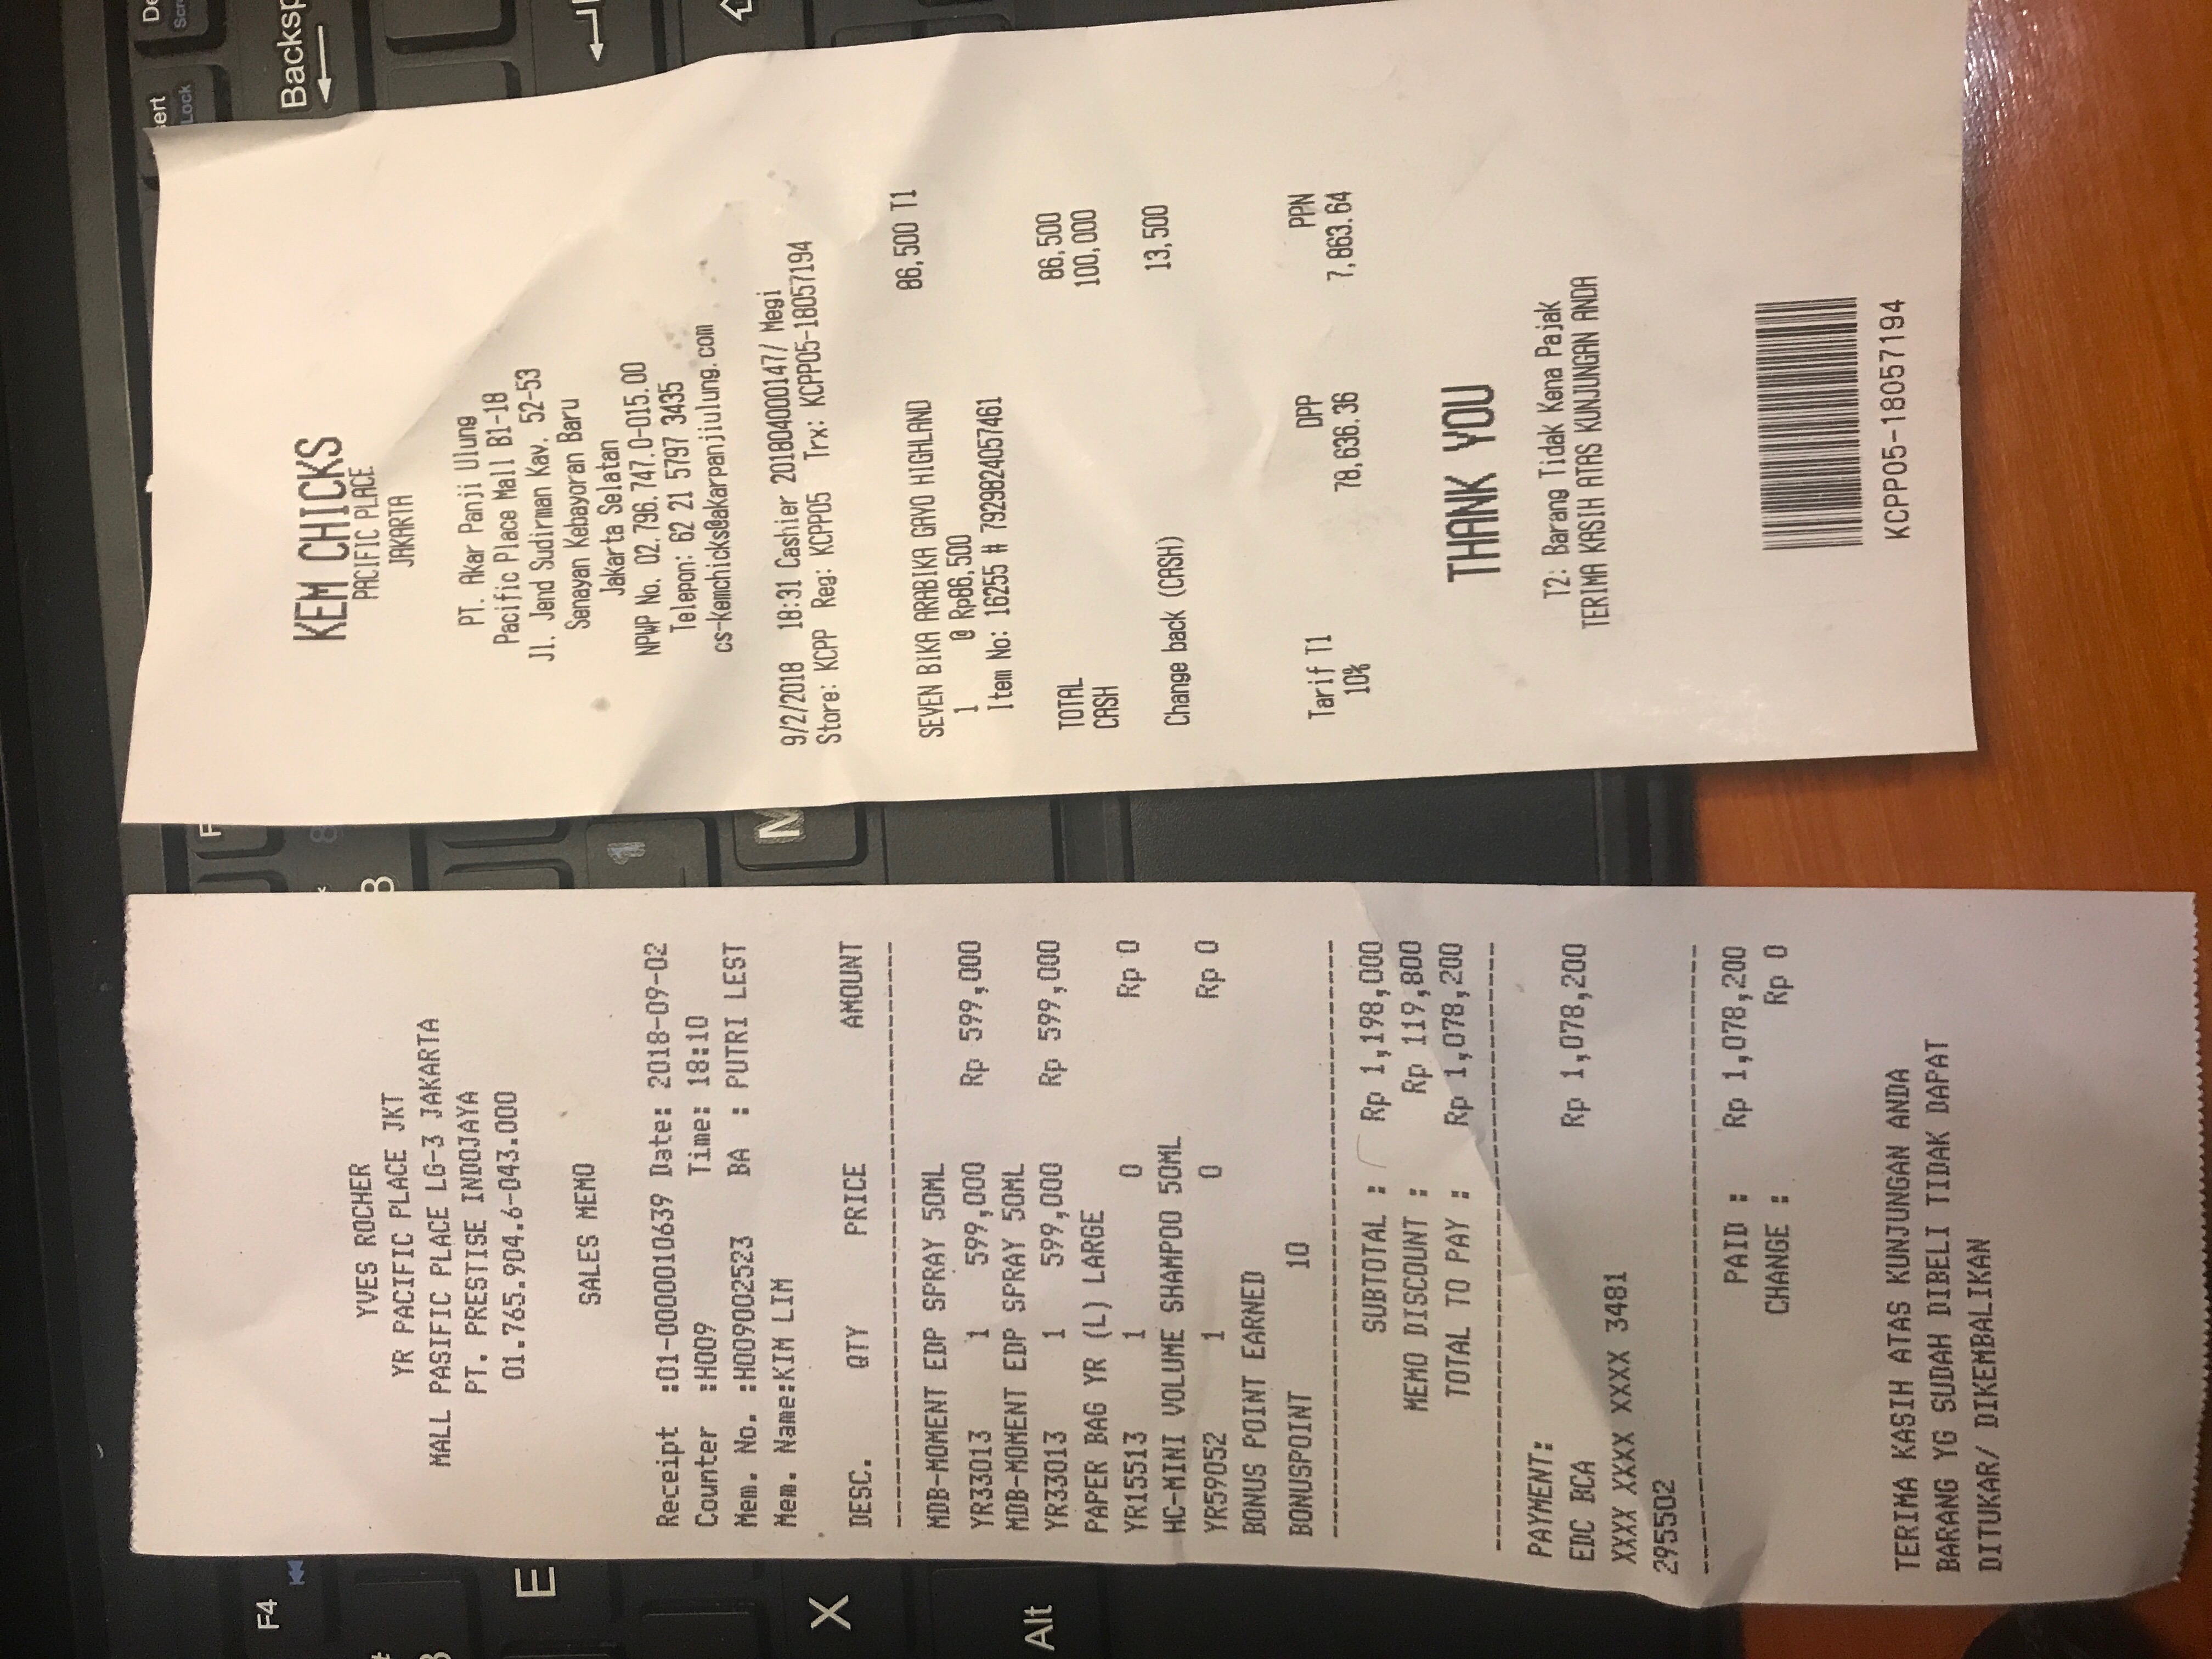 YVES ROCHER
YR PACIFIC PLACE JKT
MALL PASIFIC PLACE LG-3 JAKARTA
PT. PRESTISE INDOJAYA
01.765.904.6-043.000
SALES MEMO
Receipt :01-0000010639 Date: 2018-09-02
Counter :H009 Time: 18:10
Mem. No. :H009002523 BA : PUTRI LEST
Mem. Name:KIM LIM
DESC. QTY PRICE AMOUNT
MDB-MOMENT EDP SPRAY 50ML
YR33013 1 599,000 Rp 599,000
MDB-MOMENT EDP SPRAY 50ML
YR33013 1 599,000 Rp 599,000
PAPER BAG YR (L) LARGE
YR15513 1 0 Rp 0
HC-MINI VOLUME SHAMPOO 50ML
YR59052 1 0 Rp 0
BONUS POINT EARNED
BONUSPOINT 10
SUBTOTAL : Rp 1,198,000
MEMO DISCOUNT : Rp 119,800
TOTAL TO PAY : Rp 1,078,200
PAYMENT:
EDC BCA Rp 1,078,200
XXXX XXXX XXXX 3481
295502
PAID : Rp 1,078,200
CHANGE : Rp 0
TERIMA KASIH ATAS KUNJUNGAN ANDA
BARANG YG SUDAH DIBELI TIDAK DAPAT
DITUKAR/ DIKEMBALIKAN
KEM CHICKS
PACIFIC PLACE
JAKARTA
PT. Akar Panji Ulung
Pacific Place Mall B1-18
Jl. Jend Sudirman Kav. 52-53
Senayan Kebayoran Baru
Jakarta Selatan
NPWP No. 02.796.747.0-015.00
Telepon: 62 21 5797 3435
cs-kemchicks@akarpanjiulung.com
9/2/2018 18:31 Cashier 201804000147/ Megi
Store: KCPP Reg: KCPP05 Trx: KCPP05-18057194
SEVEN BIKA ARABIKA GAYO HIGHLAND 86,500 T1
1 @ Rp86,500
Item No: 16255 # 7929824057461
TOTAL 86,500
CASH 100,000
Change back (CASH) 13,500
Tarif T1 DPP PPN
10% 78,636.36 7,863.64
THANK YOU
T2: Barang Tidak Kena Pajak
TERIMA KASIH ATAS KUNJUNGAN ANDA
KCPP05-18057194
F4
E
X
Alt
8
1
M
Lock